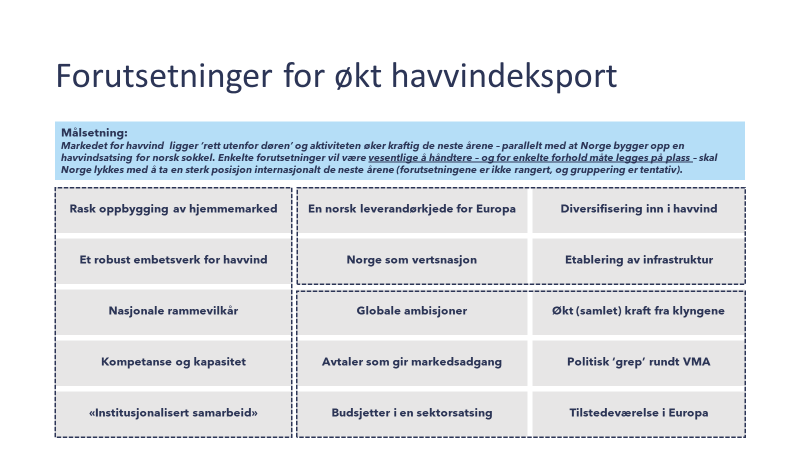 Forutsetninger for økt havvindeksport
Målsetning:
Markedet for havvind ligger ‘rett utenfor døren’ og aktiviteten øker kraftig de neste årene – parallelt med at Norge bygger opp en
havvindsatsing for norsk sokkel. Enkelte forutsetninger vil være vesentlige å håndtere – og for enkelte forhold måte legges på plass – skal
Norge lykkes med å ta en sterk posisjon internasjonalt de neste årene (forutsetningene er ikke rangert, og gruppering er tentativ).
Rask oppbygging av hjemmemarked
En norsk leverandørkjede for Europa
Diversifisering inn i havvind
Et robust embetsverk for havvind
Norge som vertsnasjon
Etablering av infrastruktur
Nasjonale rammevilkår
Globale ambisjoner
Økt (samlet) kraft fra klyngene
Kompetanse og kapasitet
Avtaler som gir markedsadgang
Politisk ‘grep’ rundt VMA
«Institusjonalisert samarbeid»
Budsjetter i en sektorsatsing
Tilstedeværelse i Europa